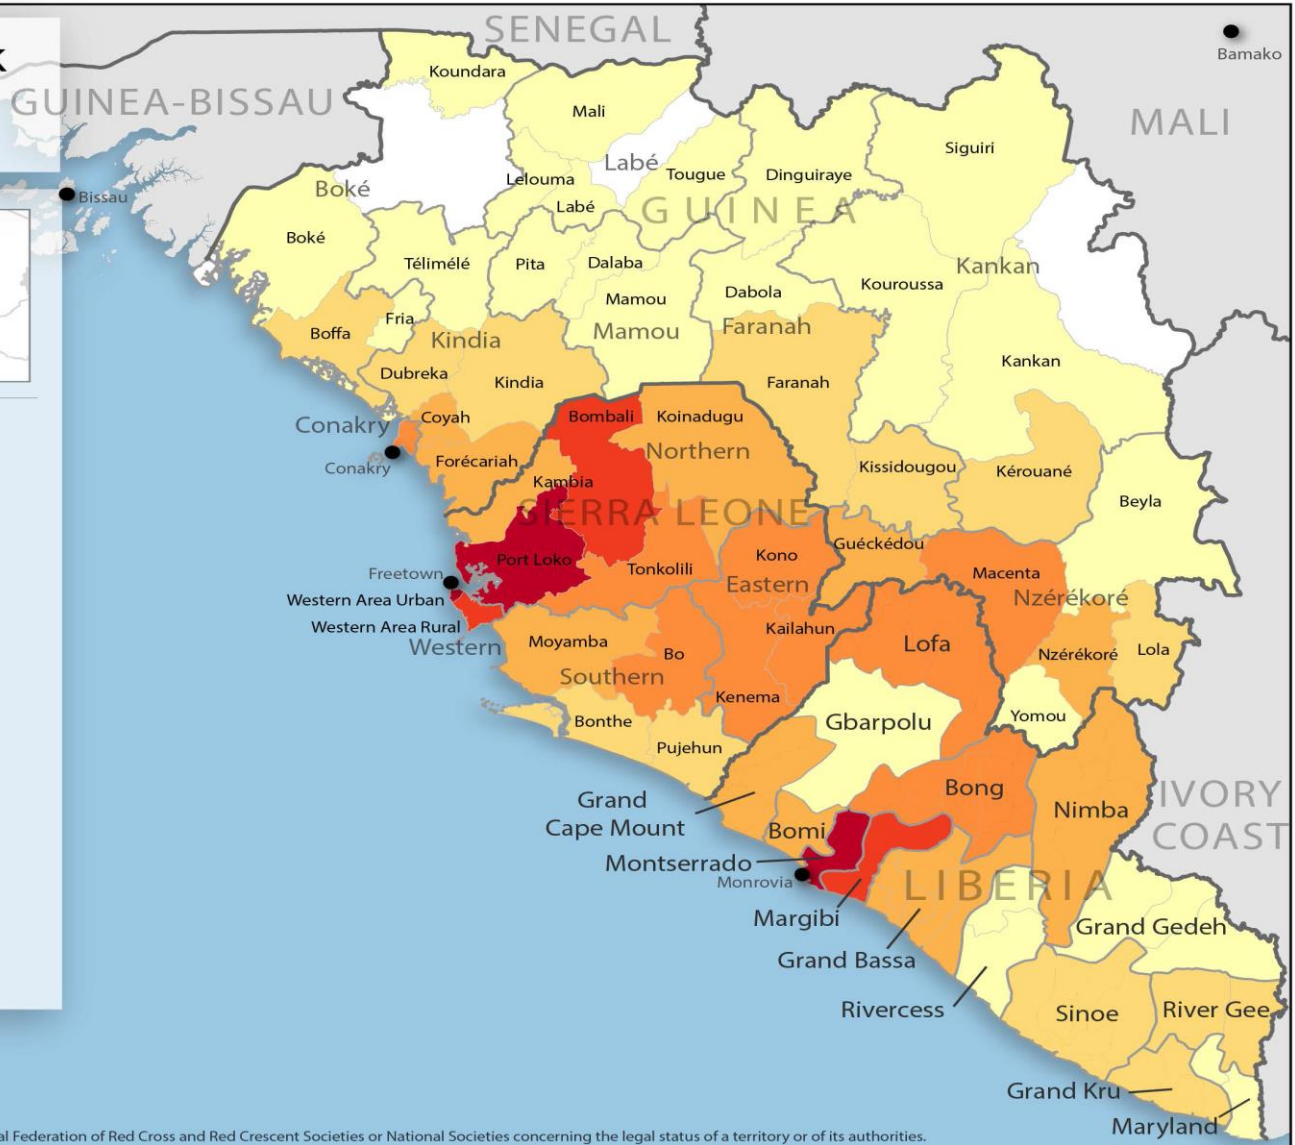 SENEGAL
Bamako
Koundara
GUINEA-BISSAU
Mali
MALI
Siguiri
Labé
Tougue
Dinguiraye
Lelouma
Boké
Bissau
Labé
GUINEA
Boké
Télimélé
Pita
Dalaba
Kankan
Kouroussa
Mamou
Dabola
Fria
Boffa
Kindia
Mamou
Faranah
Kankan
Dubreka
Kindia
Faranah
Conakry
Coyah
Bombali
Koinadugu
Northern
Conakry
Forécariah
Kissidougou
Kérouané
Kambia
Beyla
SIERRA LEONE
Guéckédou
Port Loko
Kono
Tonkolili
Macenta
Freetown
Eastern
Nzérékoré
Western Area Urban
Western Area Rural
Kailahun
Moyamba
Lofa
Western
Bo
Nzérékoré
Lola
Southern
Kenema
Yomou
Bonthe
Gbarpolu
Pujehun
Bong
IVORY
COAST
Grand
Cape Mount
Nimba
Bomi
Montserrado
Monrovia
LIBERIA
Margibi
Grand Gedeh
Grand Bassa
Rivercess
Sinoe
River Gee
Grand Kru
Maryland
al Federation of Red Cross and Red Crescent Societies or National Societies concerning the legal status of a territory or of its authorities.